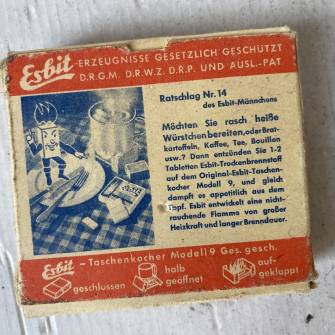 Esbit-ERZEUGNISSE GESETZLICH GESCHÜTZT
D.R.G.M. D.R.W.Z. D.R.P. UND AUSL.-PAT
Ratschlag Nr. 14
des Esbit-Männchens
Möchten Sie rasch heiße
Würstchen bereiten, oder Brat-
kartoffeln, Kaffee, Tee, Bouillon
usw.? Dann entzünden Sie 1-2
Tabletten Esbit-Trockenbrennstoff
auf dem Original-Esbit-Taschen-
kocher Modell 9, und gleich
dampft es appetitlich aus dem
Topf. Esbit entwickelt eine nicht-
rauchende Flamme von großer
Heizkraft und langer Brenndauer.
Esbit - Taschenkocher Modell 9 Ges. gesch.
geschlossen halb geöffnet auf-geklappt